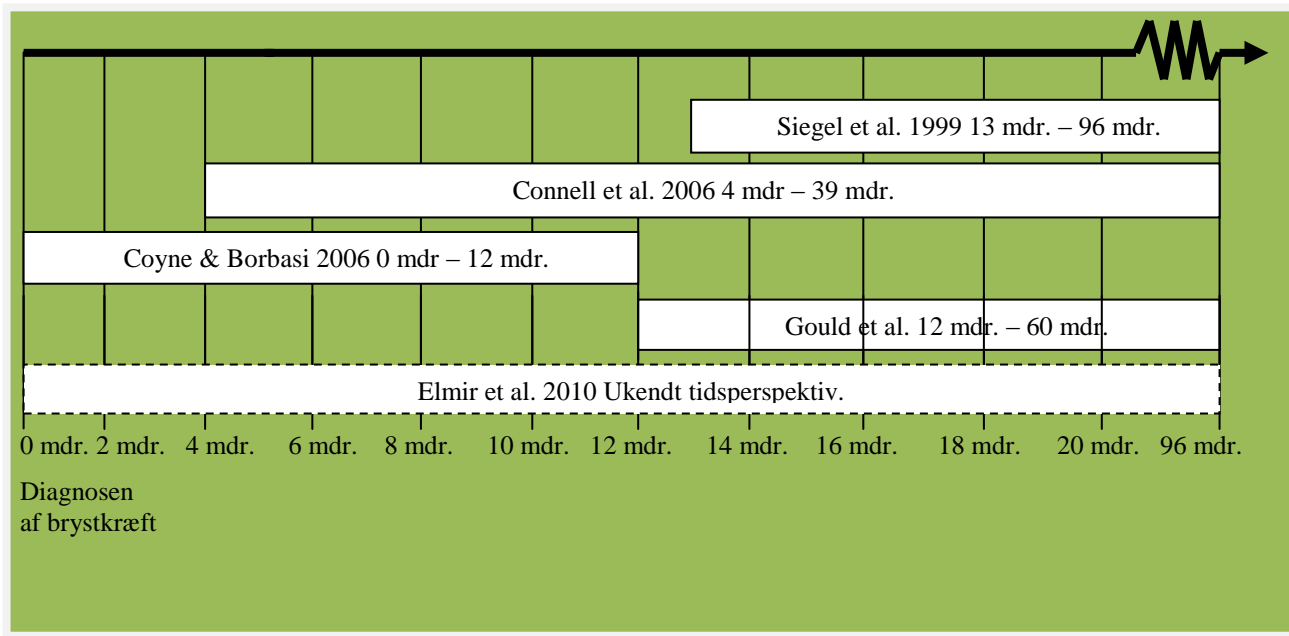 Siegel et al. 1999 13 mdr. – 96 mdr.
Connell et al. 2006 4 mdr – 39 mdr.
Coyne & Borbasi 2006 0 mdr – 12 mdr.
Gould et al. 12 mdr. – 60 mdr.
Elmir et al. 2010 Ukendt tidsperspektiv.
0 mdr. 2 mdr. 4 mdr. 6 mdr. 8 mdr. 10 mdr. 12 mdr. 14 mdr. 16 mdr. 18 mdr. 20 mdr. 96 mdr.
Diagnosen
af brystkræft